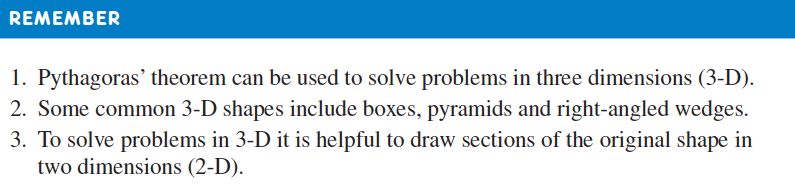 REMEMBER
1. Pythagoras’ theorem can be used to solve problems in three dimensions (3-D).
2. Some common 3-D shapes include boxes, pyramids and right-angled wedges.
3. To solve problems in 3-D it is helpful to draw sections of the original shape in
two dimensions (2-D).